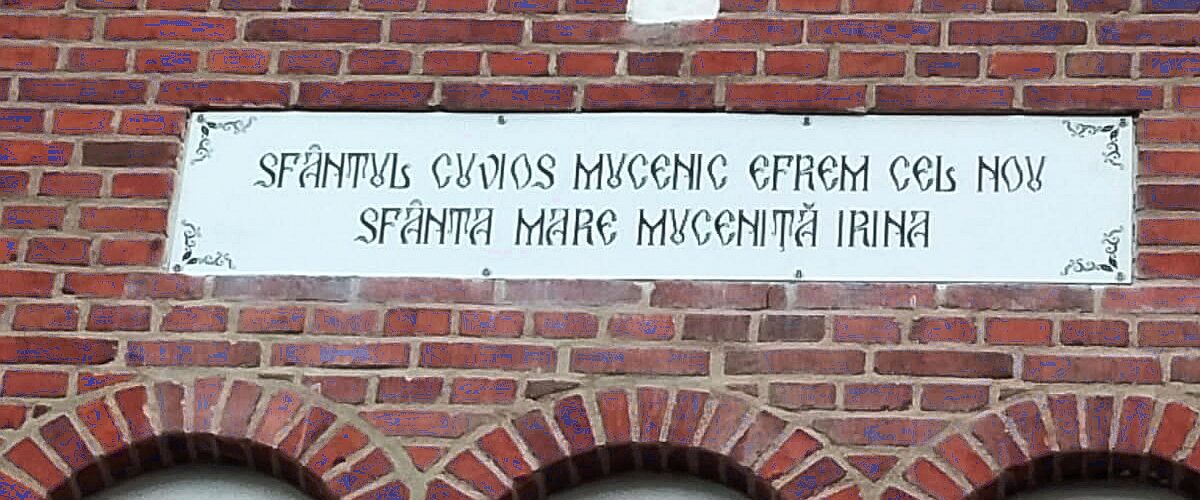 SFÂNTUL CUVIOS MUCENIC EFREM CEL NOU
SFÂNTA MARE MUCENIȚĂ IRINA